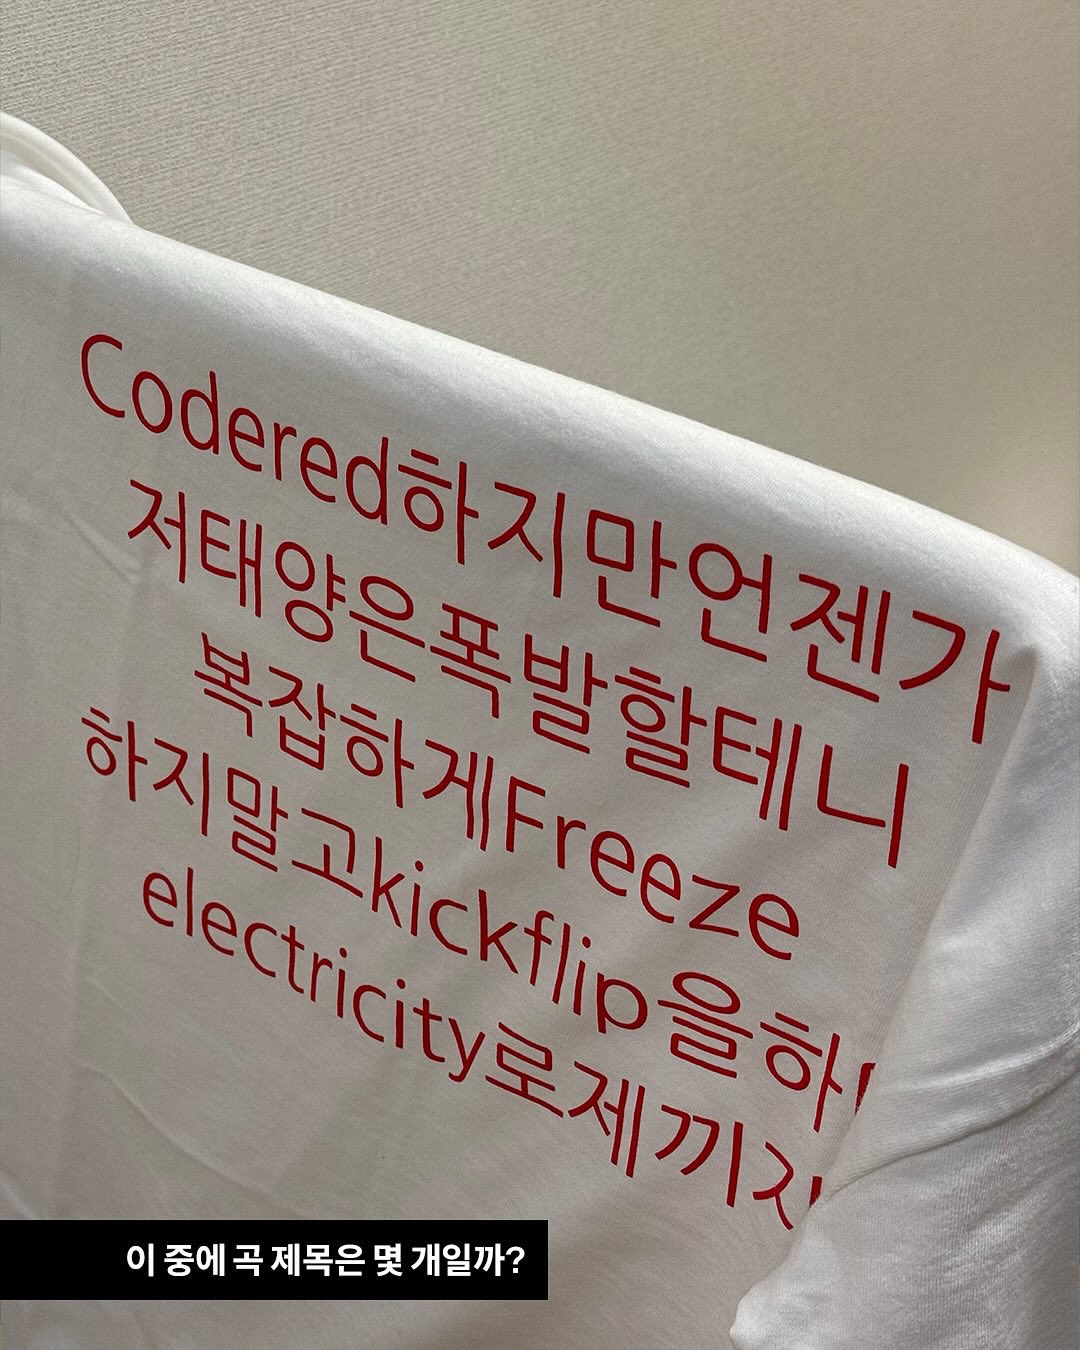 Codered하지만언젠가
저태양은폭발할테니
복잡하게Freeze
하지말고kickflip을하
electricity로제끼자
이 중에 곡 제목은 몇 개일까?